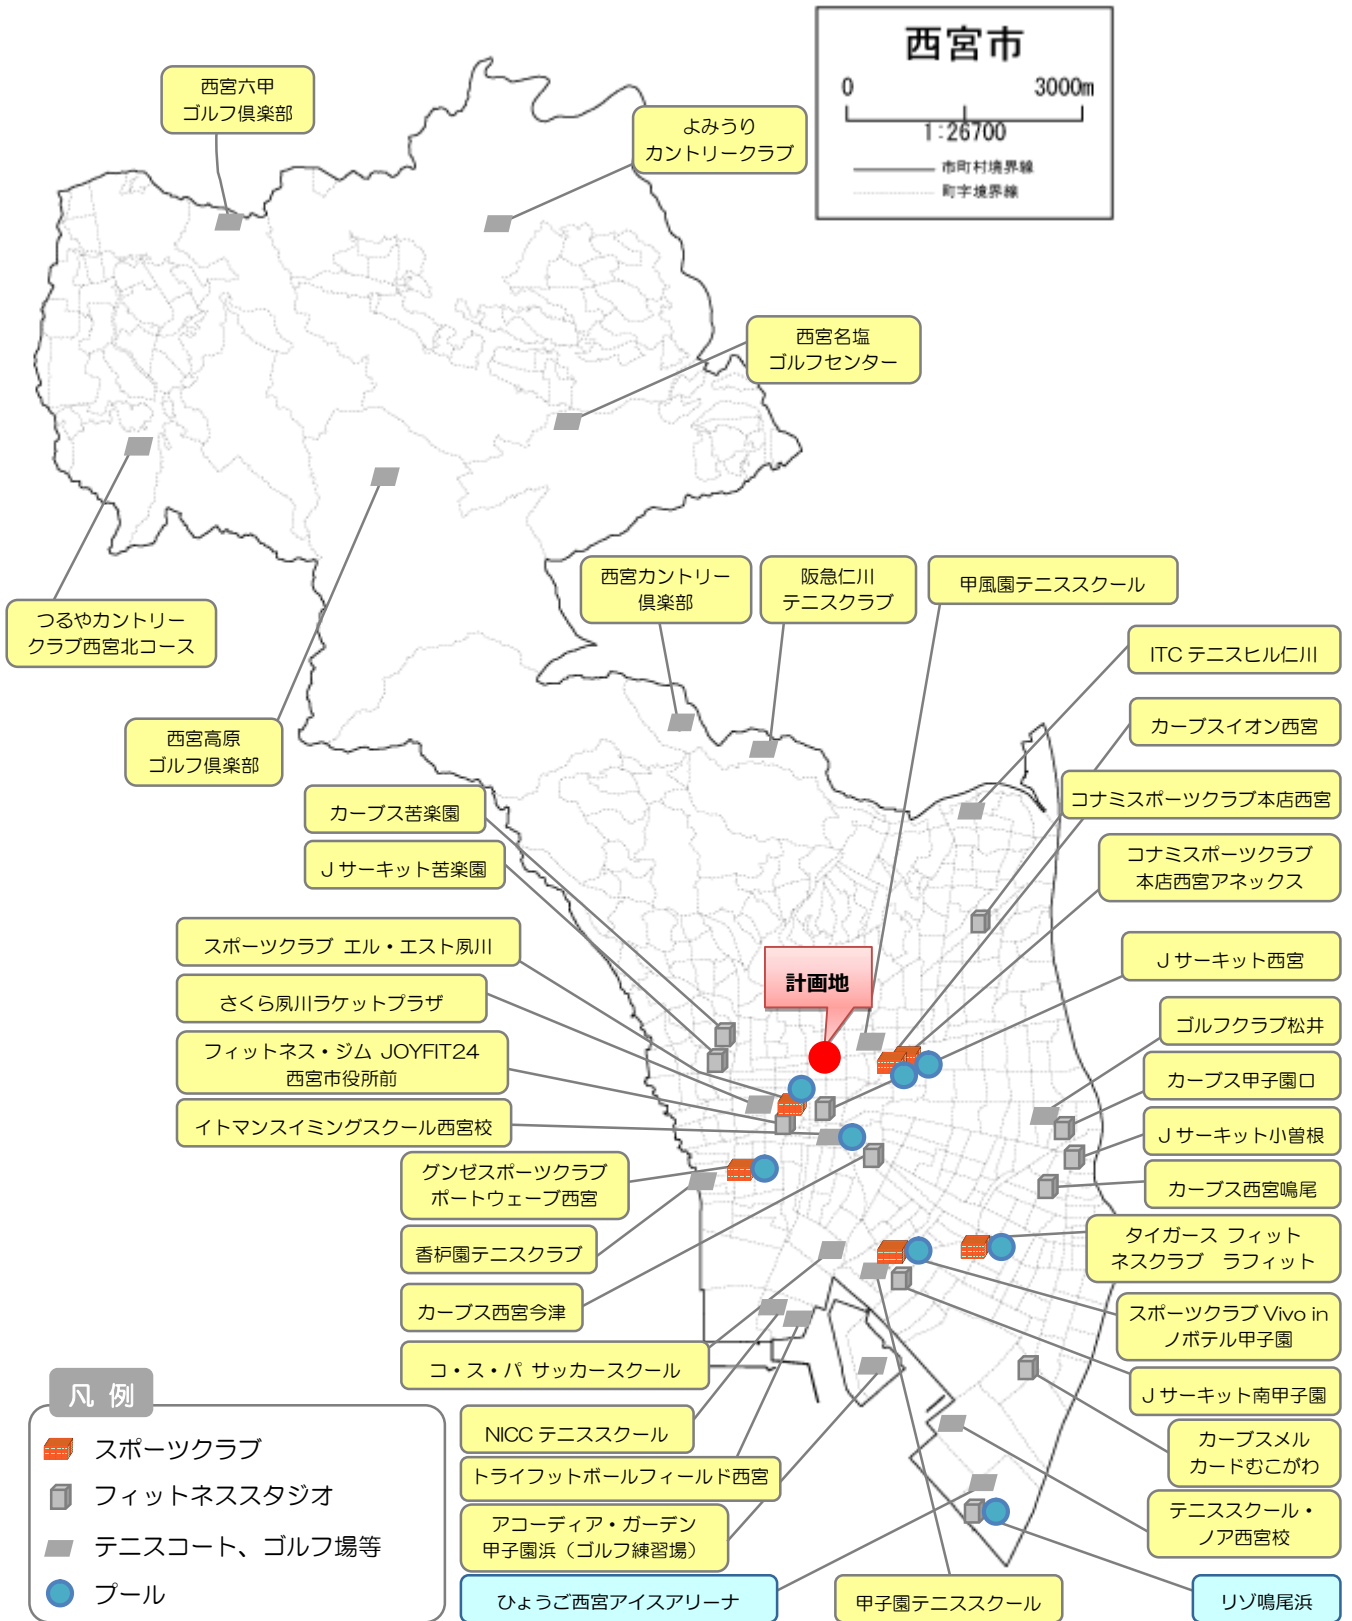 西宮市
0 3000m
1:26700
市町村境界線
町字境界線
西宮六甲
ゴルフ倶楽部
よみうり
カントリークラブ
西宮名塩
ゴルフセンター
つるやカントリー
クラブ西宮北コース
西宮高原
ゴルフ倶楽部
西宮カントリー
倶楽部
阪急仁川
テニスクラブ
甲風園テニススクール
ITC テニスヒル仁川
カーブスイオン西宮
コナミスポーツクラブ本店西宮
コナミスポーツクラブ
本店西宮アネックス
カーブス苦楽園
Jサーキット苦楽園
スポーツクラブ エル・エスト夙川
さくら夙川ラケットプラザ
フィットネス・ジム JOYFIT24
西宮市役所前
イトマンスイミングスクール西宮校
計画地
Jサーキット西宮
ゴルフクラブ松井
カーブス甲子園口
Jサーキット小曽根
カーブス西宮鳴尾
グンゼスポーツクラブ
ポートウェーブ西宮
香枦園テニスクラブ
カーブス西宮今津
コ・ス・パ サッカースクール
タイガース フィット
ネスクラブ ラフィット
スポーツクラブ Vivo in
ノボテル甲子園
Jサーキット南甲子園
カーブスメル
カードむこがわ
テニススクール・
ノア西宮校
NICC テニススクール
トライフットボールフィールド西宮
アコーディア・ガーデン
甲子園浜（ゴルフ練習場）
ひょうご西宮アイスアリーナ
甲子園テニススクール
リゾ鳴尾浜
凡 例
スポーツクラブ
フィットネススタジオ
テニスコート、ゴルフ場等
プール